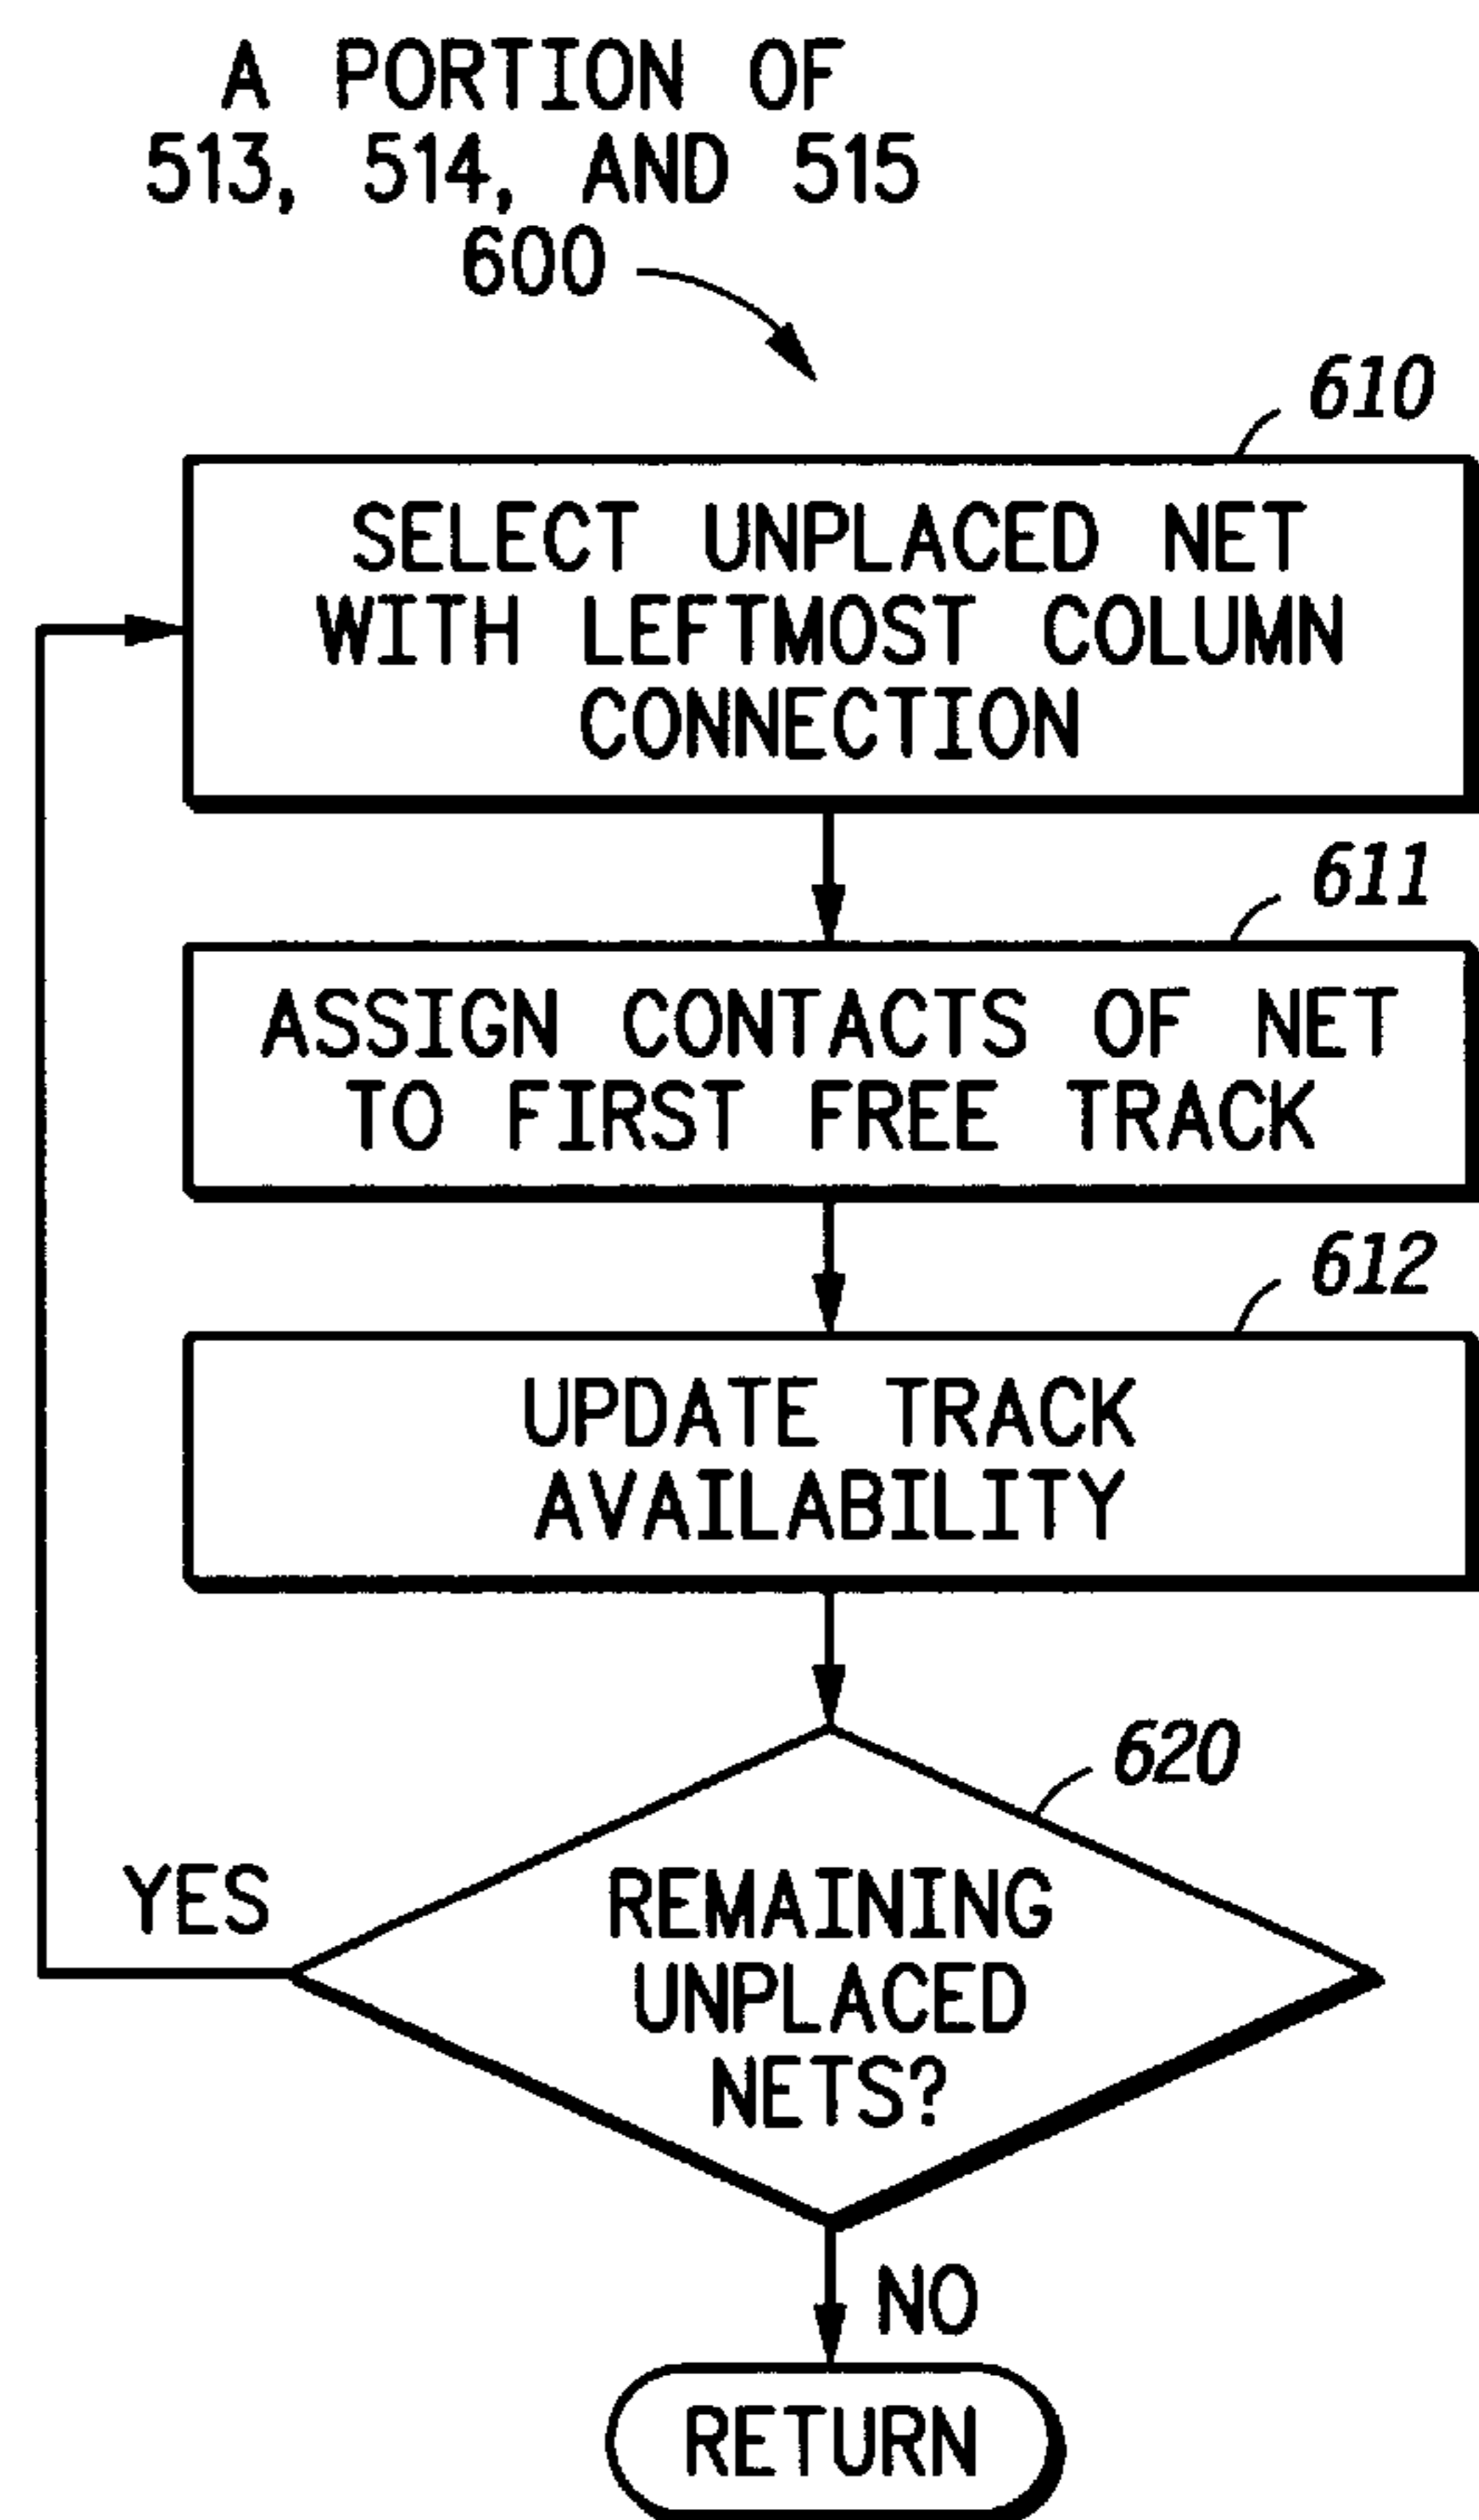 A PORTION OF
513, 514, AND 515
600
610
SELECT UNPLACED NET
WITH LEFTMOST COLUMN
CONNECTION
611
ASSIGN CONTACTS OF NET
TO FIRST FREE TRACK
612
UPDATE TRACK
AVAILABILITY
620
YES
REMAINING
UNPLACED
NETS?
NO
RETURN